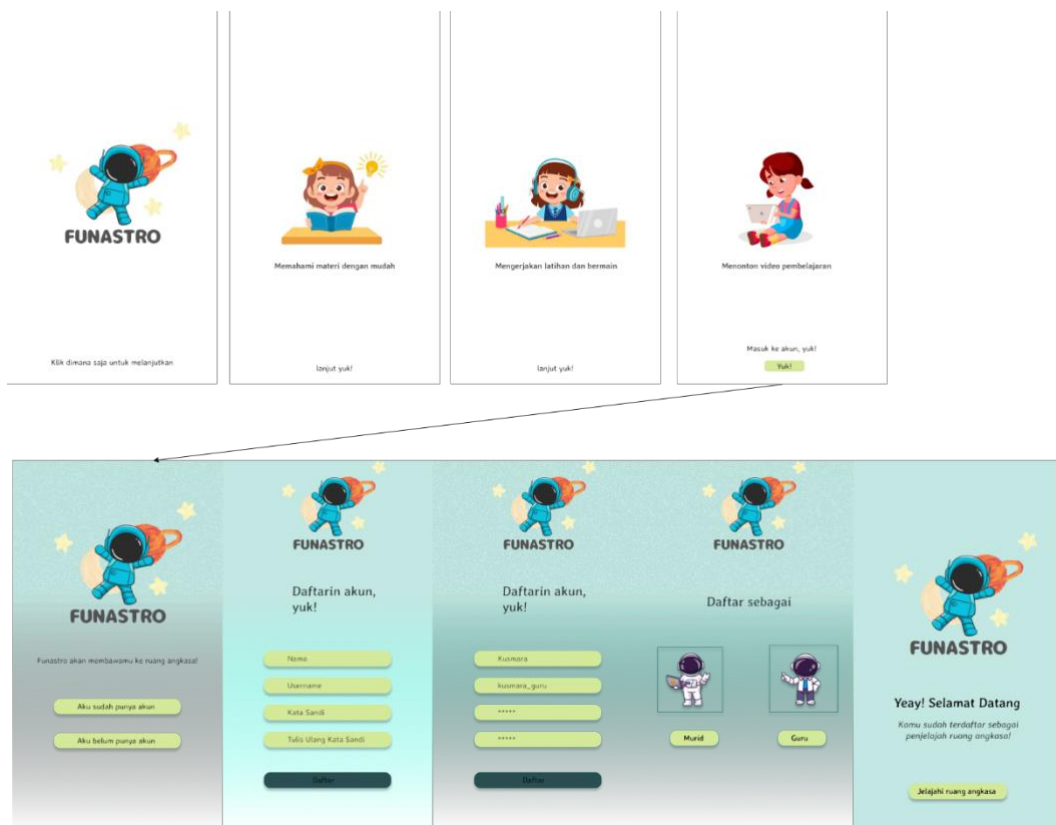 FUNASTRO
Klik dimana saja untuk melanjutkan
Memahami materi dengan mudah
lanjut yuk!
Mengerjakan latihan dan bermain
lanjut yuk!
Menonton video pembelajaran
Masuk ke akun, yuk!
Yuk!
FUNASTRO
Funastro akan membawamu ke ruang angkasa!
Aku sudah punya akun
Aku belum punya akun
FUNASTRO
Daftarin akun,
yuk!
Nama
Username
Kata Sandi
Tulis Ulang Kata Sandi
Daftar
FUNASTRO
Daftarin akun,
yuk!
Kusmara
kusmara_guru
*****
*****
Daftar
FUNASTRO
Daftar sebagai
Murid
Guru
FUNASTRO
Yeay! Selamat Datang
Kamu sudah terdaftar sebagai
penjelajah ruang angkasa!
Jelajahi ruang angkasa